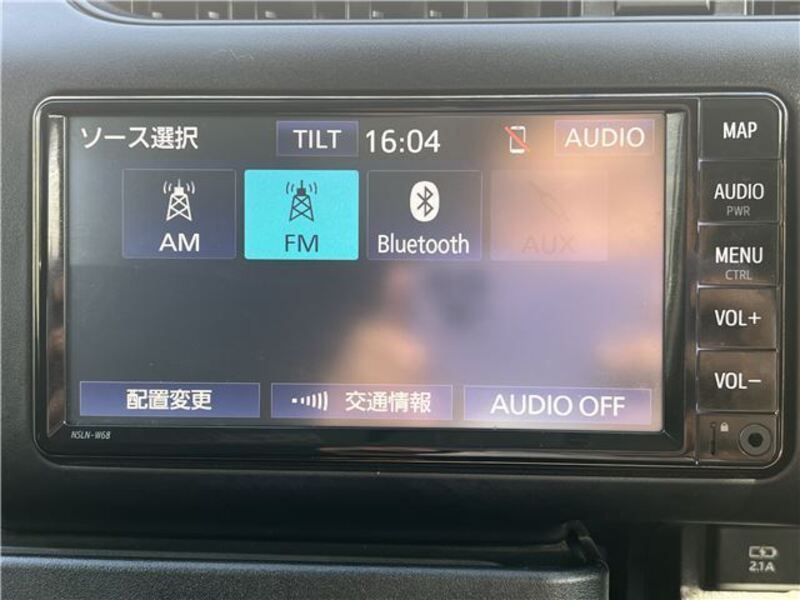 ソース選択 TILT 16:04 AUDIO
AM FM Bluetooth AUX
配置変更 交通情報 AUDIO OFF
NSLN-W68
MAP
AUDIO
PWR
MENU
CTRL
VOL+
VOL-
2.1A